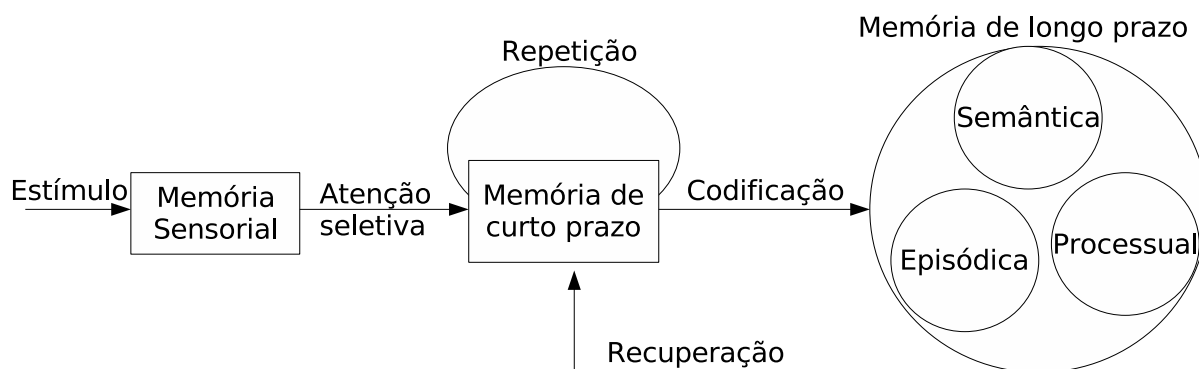 Memória de longo prazo
Repetição
Semântica
Estímulo
Memória
Sensorial
Atenção
seletiva
Memória de
curto prazo
Codificação
Episódica
Processual
Recuperação